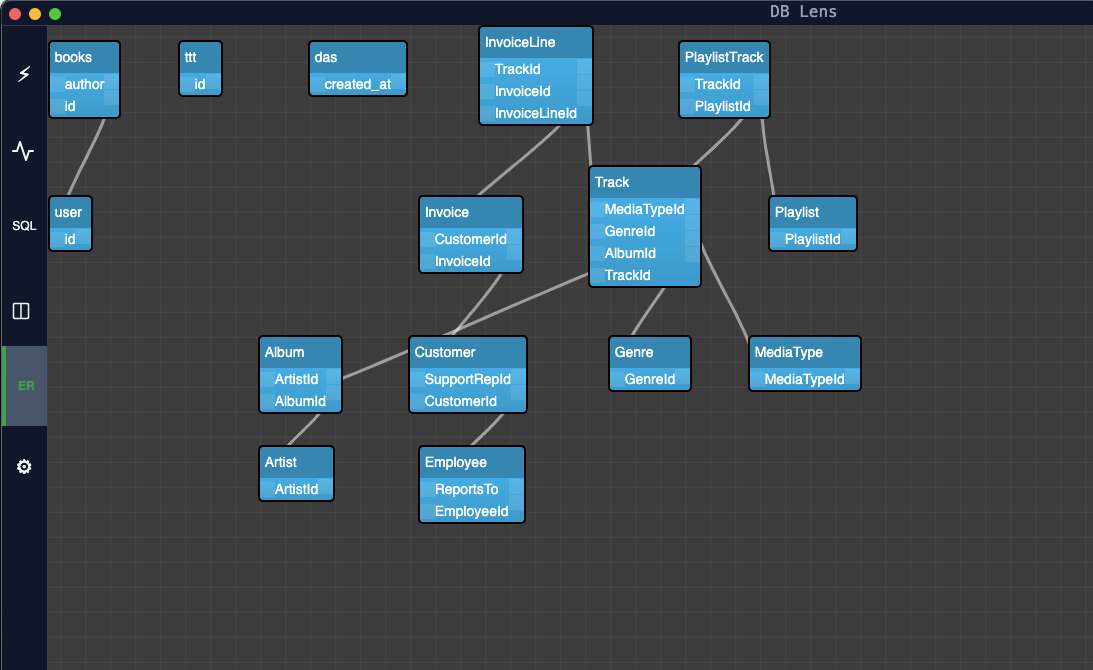 DB Lens
SQL
ER
books
author
id
ttt
id
das
created_at
InvoiceLine
TrackId
InvoiceId
InvoiceLineId
PlaylistTrack
TrackId
PlaylistId
user
id
Invoice
CustomerId
InvoiceId
Track
MediaTypeId
GenreId
AlbumId
TrackId
Playlist
PlaylistId
Album
ArtistId
AlbumId
Customer
SupportRepId
CustomerId
Genre
GenreId
MediaType
MediaTypeId
Artist
ArtistId
Employee
ReportsTo
EmployeeId